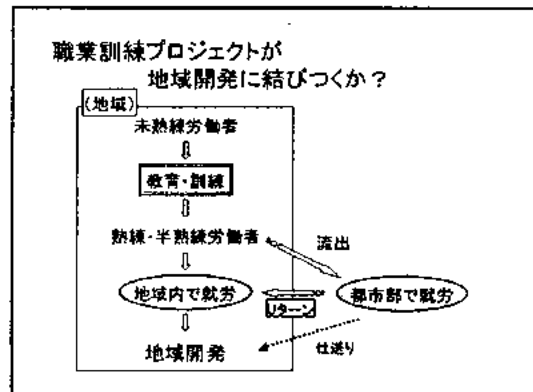 職業訓練プロジェクトが
地域開発に結びつくか？
(地域)
未熟練労働者
教育・訓練
熟練・半熟練労働者
流出
地域内で就労
Uターン
都市部で就労
地域開発
仕送り